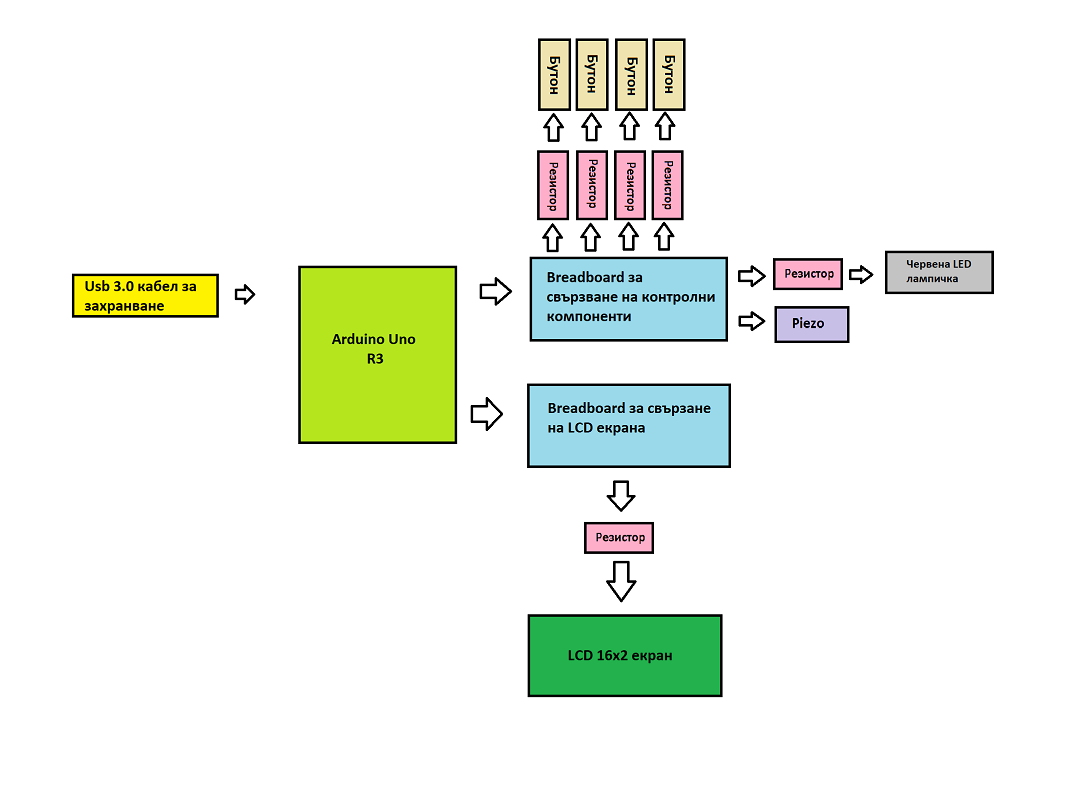 Бутон
Бутон
Бутон
Бутон
Резистор
Резистор
Резистор
Резистор
Usb 3.0 кабел за
захранване
Arduino Uno
R3
Breadboard за
свързване на контролни
компоненти
Резистор
Червена LED
лампичка
Piezo
Breadboard за свързане
на LCD екрана
Резистор
LCD 16x2 екран